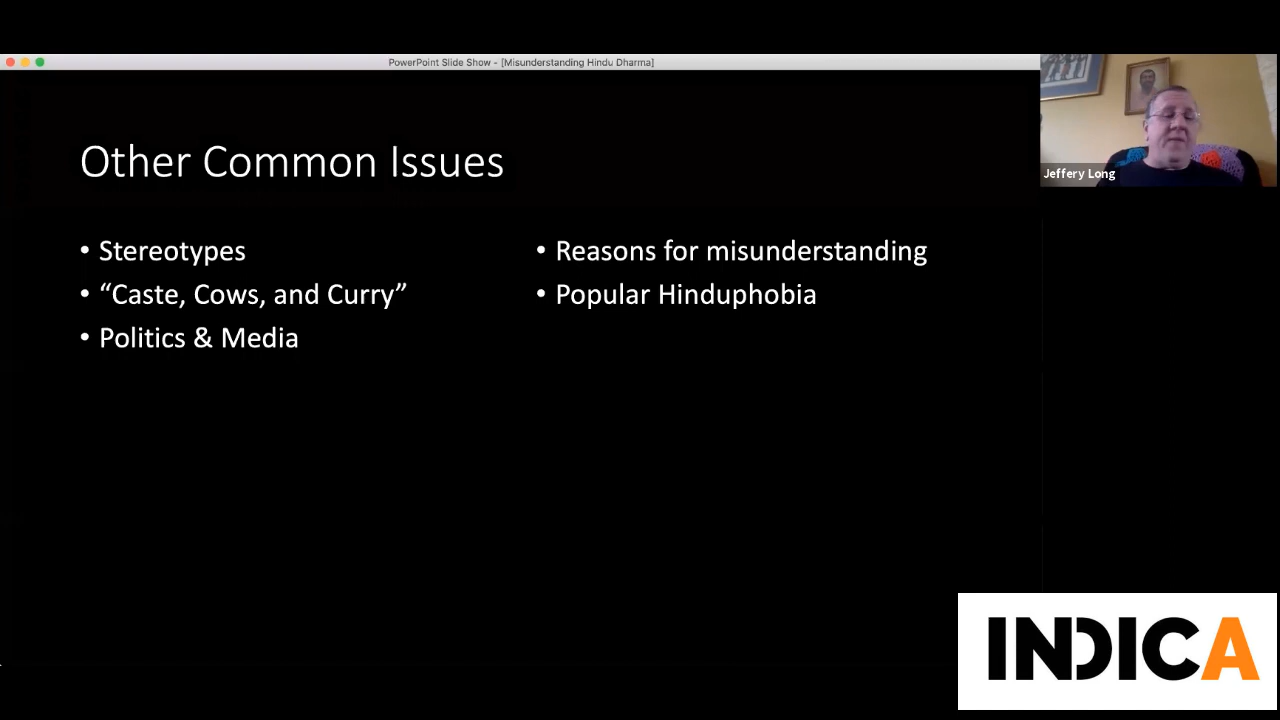 PowerPoint Slide Show - [Misunderstanding Hindu Dharma]
Jeffery Long
Other Common Issues
• Stereotypes
• “Caste, Cows, and Curry”
• Politics & Media
• Reasons for misunderstanding
• Popular Hinduphobia
INDICA